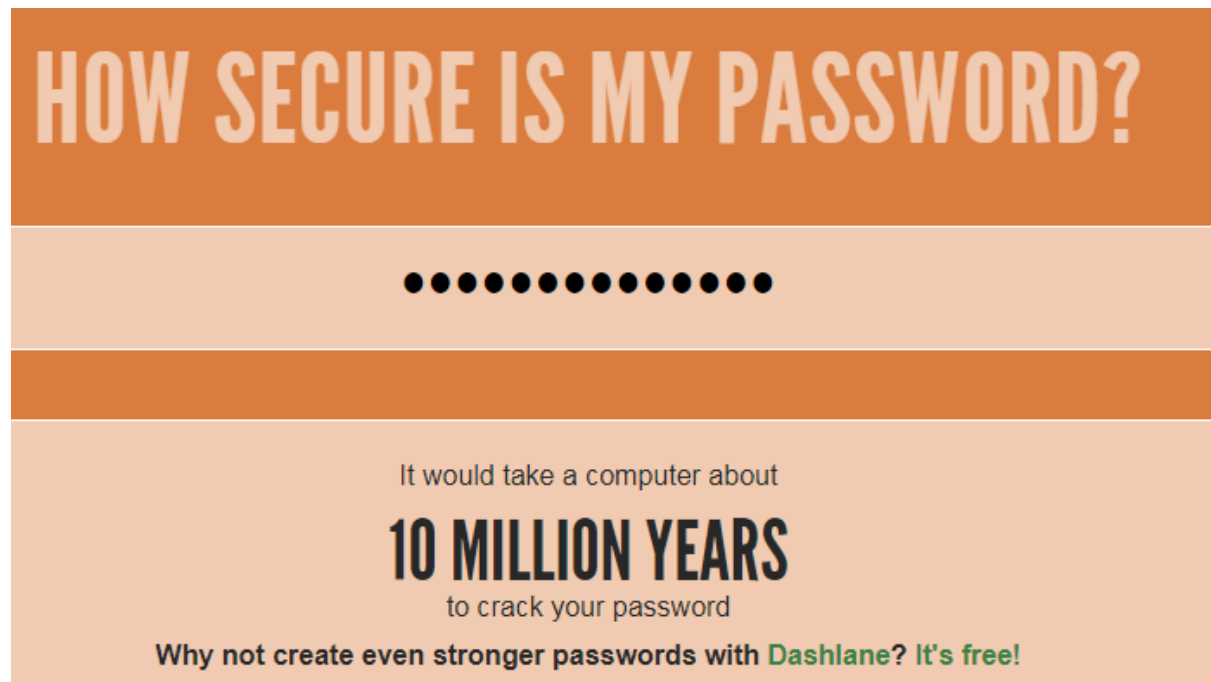 HOW SECURE IS MY PASSWORD?
●●●●●●●●●●●●●●
It would take a computer about
10 MILLION YEARS
to crack your password
Why not create even stronger passwords with Dashlane? It's free!